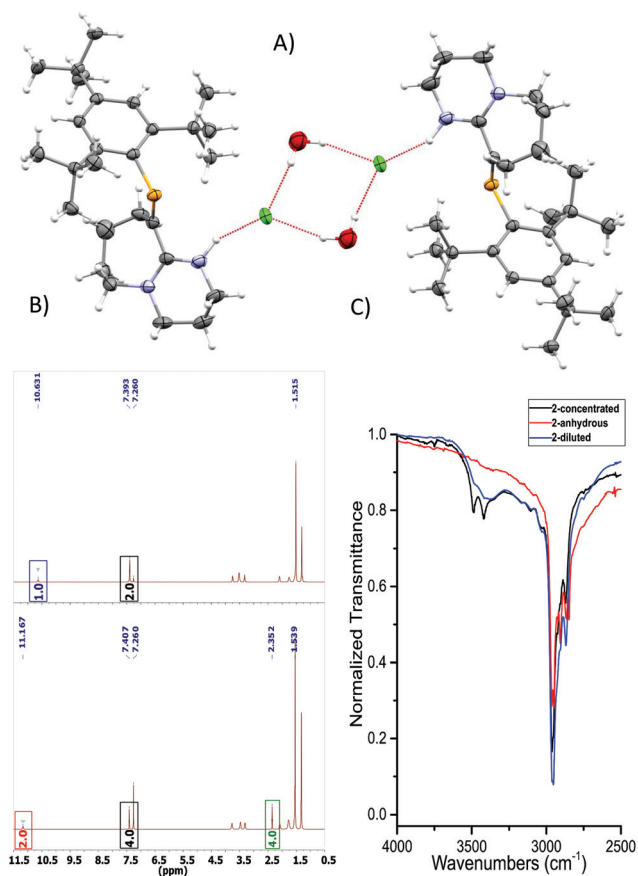 A)
B)
C)
10.631
7.393
7.260
1.515
1.0
2.0
11.167
7.407
7.260
2.352
1.539
2.0
4.0
4.0
11.5 10.5 9.5 8.5 7.5 6.5 5.5 4.5 3.5 2.5 1.5 0.5
(ppm)
2-concentrated
2-anhydrous
2-diluted
Normalized Transmittance
1.0
0.8
0.6
0.4
0.2
0.0
4000 3500 3000 2500
Wavenumbers (cm⁻¹)